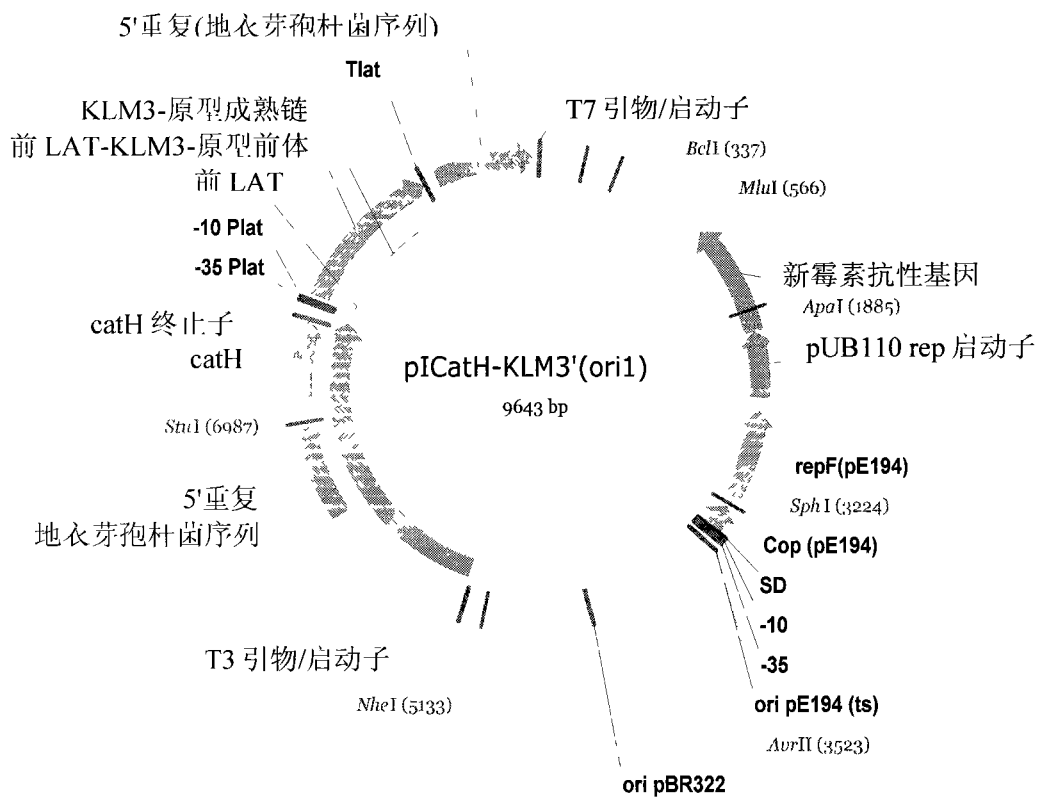 5'重复(地衣芽孢杆菌序列)
Tlat
KLM3-原型成熟链
前 LAT-KLM3-原型前体
前 LAT
-10 Plat
-35 Plat
catH 终止子
catH
StuI (6987)
5'重复
地衣芽孢杆菌序列
T3 引物/启动子
NheI (5133)
T7 引物/启动子
BclI (337)
MluI (566)
新霉素抗性基因
ApaI (1885)
pUB110 rep 启动子
pICatH-KLM3'(ori1)
9643 bp
repF(pE194)
SphI (3224)
Cop (pE194)
SD
-10
-35
ori pE194 (ts)
AvrII (3523)
ori pBR322